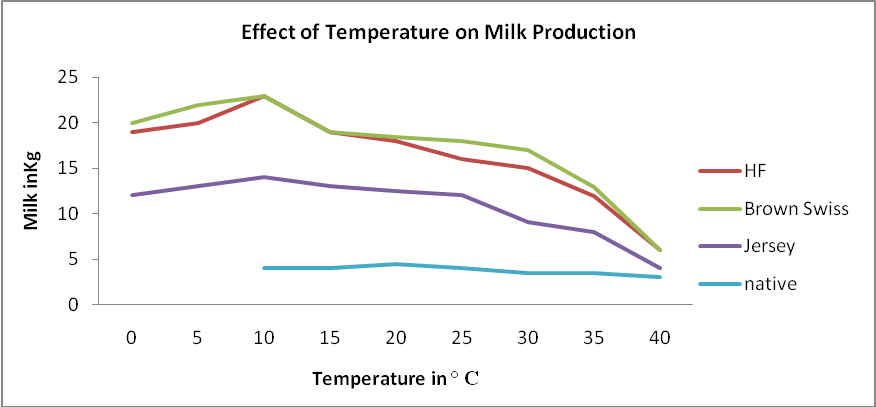 Effect of Temperature on Milk Production
25
20
15
10
5
0
Milk inKg
0 5 10 15 20 25 30 35 40
Temperature in ° C
HF
Brown Swiss
Jersey
native